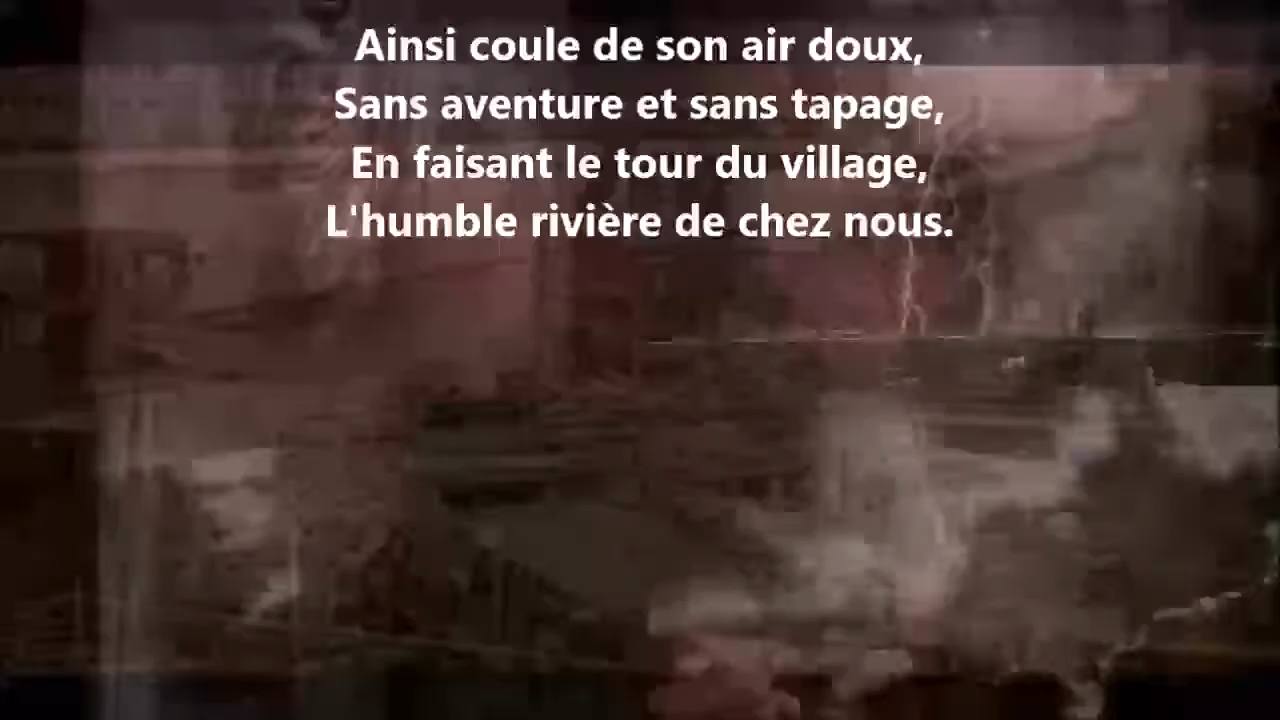 Ainsi coule de son air doux,
Sans aventure et sans tapage,
En faisant le tour du village,
L'humble rivière de chez nous.